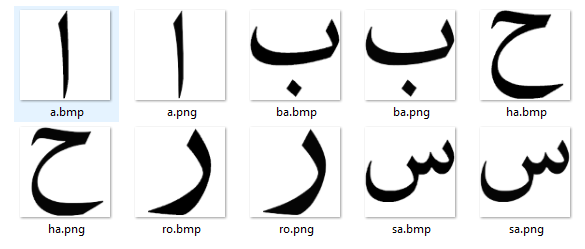 ا ا ب ب ح
a.bmp a.png ba.bmp ba.png ha.bmp
ح ر ر س س
ha.png ro.bmp ro.png sa.bmp sa.png